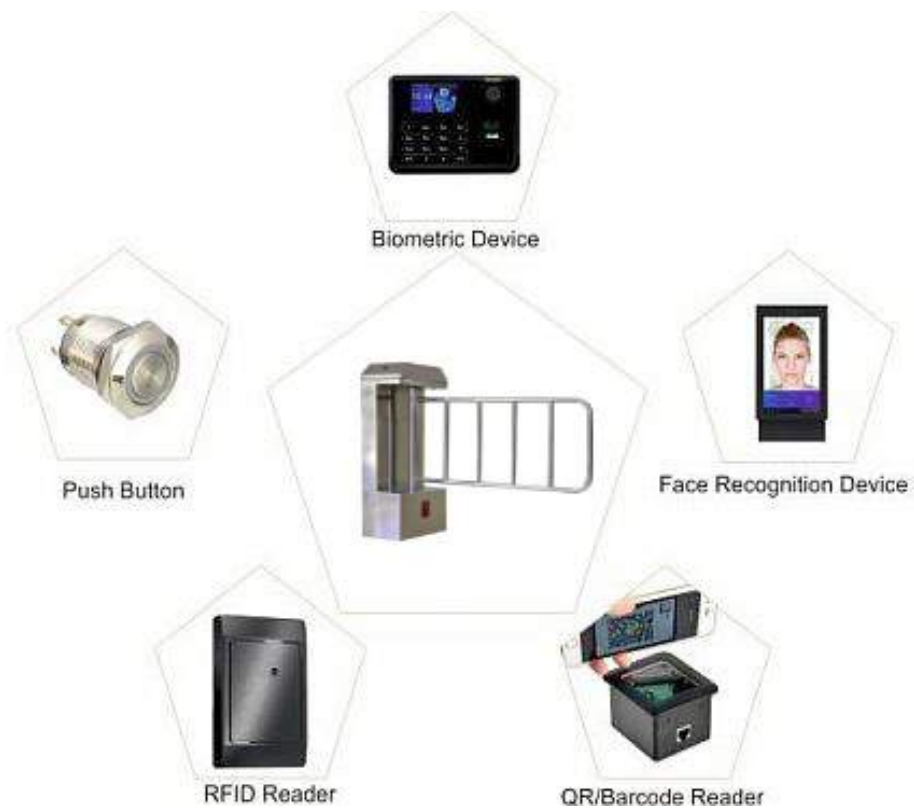 Biometric Device
Push Button
Face Recognition Device
RFID Reader
QR/Barcode Reader